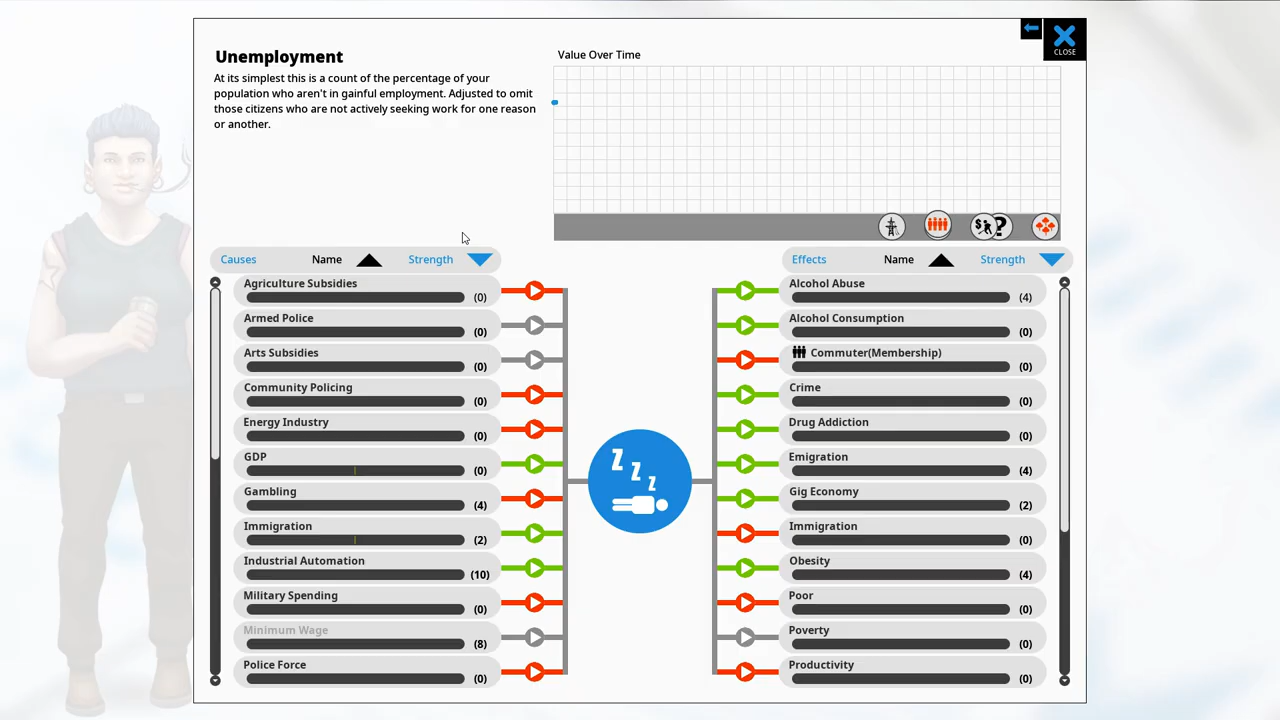 CLOSE
Unemployment
At its simplest this is a count of the percentage of your
population who aren't in gainful employment. Adjusted to omit
those citizens who are not actively seeking work for one reason
or another.
Value Over Time
$ ?
Causes Name Strength
Agriculture Subsidies
(0)
Armed Police
(0)
Arts Subsidies
(0)
Community Policing
(0)
Energy Industry
(0)
GDP
(0)
Gambling
(4)
Immigration
(2)
Industrial Automation
(10)
Military Spending
(0)
Minimum Wage
(8)
Police Force
(0)
Z Z Z
Effects Name Strength
Alcohol Abuse
(4)
Alcohol Consumption
(0)
Commuter(Membership)
(0)
Crime
(0)
Drug Addiction
(0)
Emigration
(4)
Gig Economy
(2)
Immigration
(0)
Obesity
(4)
Poor
(0)
Poverty
(0)
Productivity
(0)